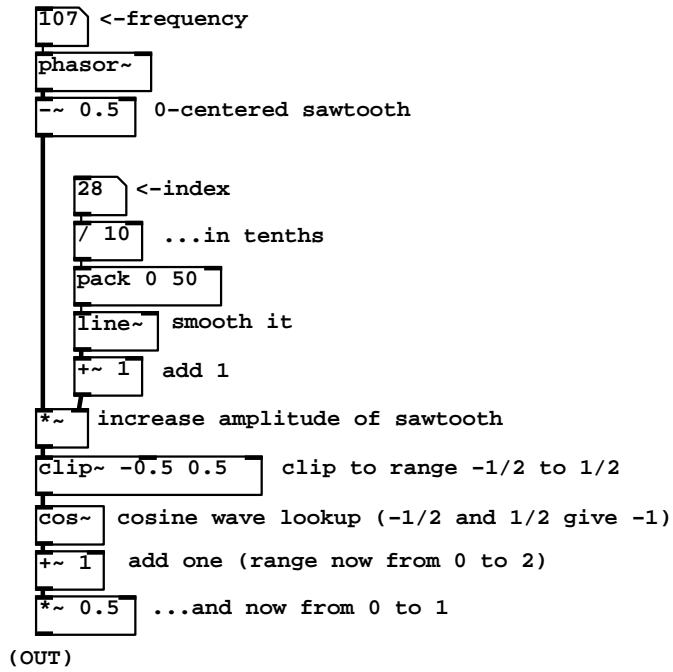 107 <-frequency
phasor~
-~ 0.5 0-centered sawtooth
28 <-index
/ 10 ...in tenths
pack 0 50
line~ smooth it
+~ 1 add 1
*~ increase amplitude of sawtooth
clip~ -0.5 0.5 clip to range -1/2 to 1/2
cos~ cosine wave lookup (-1/2 and 1/2 give -1)
+~ 1 add one (range now from 0 to 2)
*~ 0.5 ...and now from 0 to 1
(OUT)